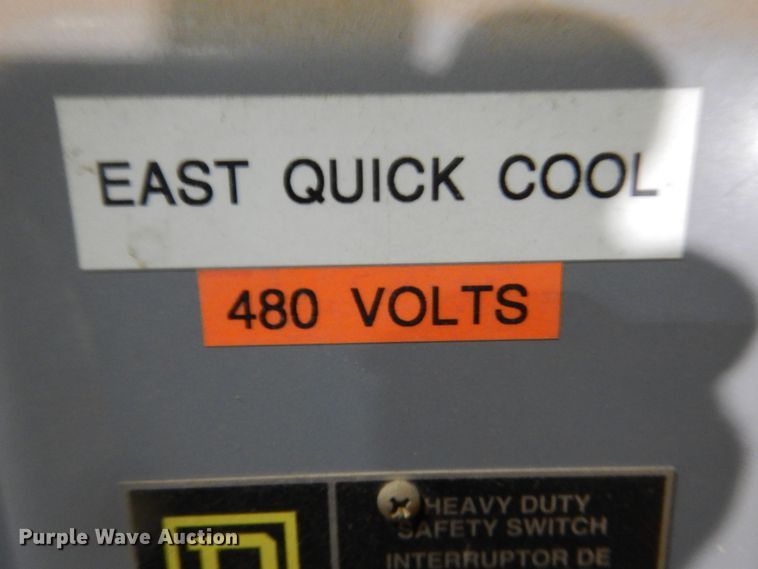 EAST QUICK COOL
480 VOLTS
HEAVY DUTY
SAFETY SWITCH
INTERRUPTOR DE
Purple Wave Auction